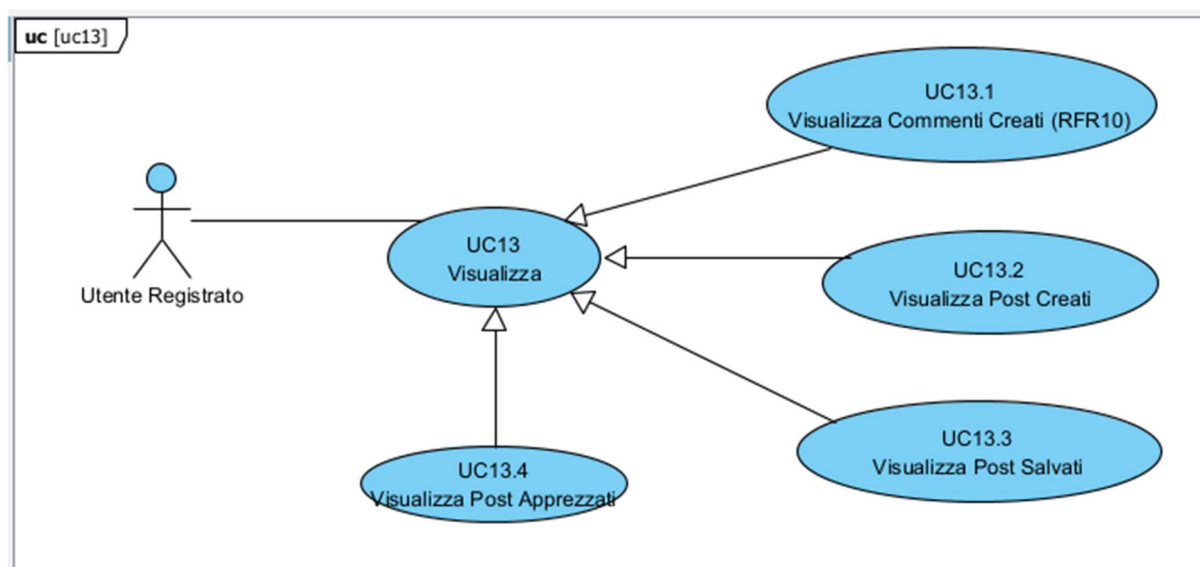 uc [uc13]
UC13.1
Visualizza Commenti Creati (RFR10)
UC13
Visualizza
Utente Registrato
UC13.2
Visualizza Post Creati
UC13.3
Visualizza Post Salvati
UC13.4
Visualizza Post Apprezzati